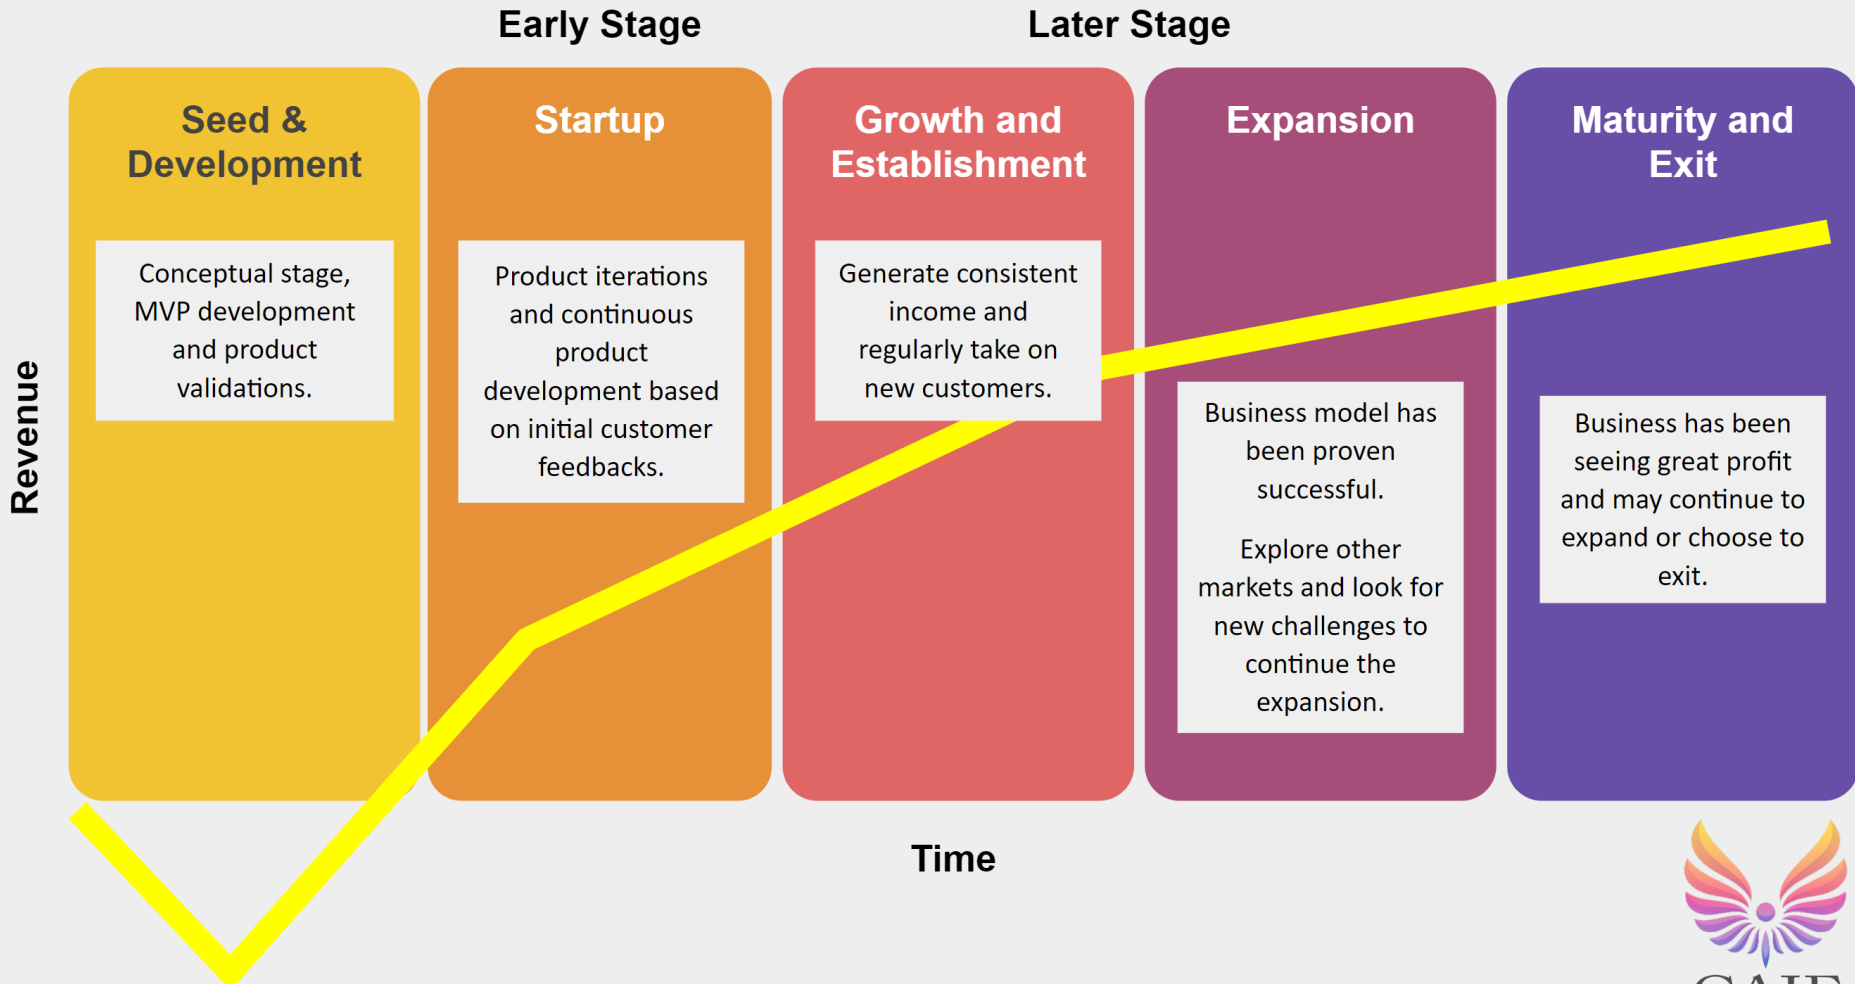 Early Stage
Later Stage
Seed &
Development
Startup
Growth and
Establishment
Expansion
Maturity and
Exit
Conceptual stage,
MVP development
and product
validations.
Product iterations
and continuous
product
development based
on initial customer
feedbacks.
Generate consistent
income and
regularly take on
new customers.
Business model has
been proven
successful.
Explore other
markets and look for
new challenges to
continue the
expansion.
Business has been
seeing great profit
and may continue to
expand or choose to
exit.
Revenue
Time